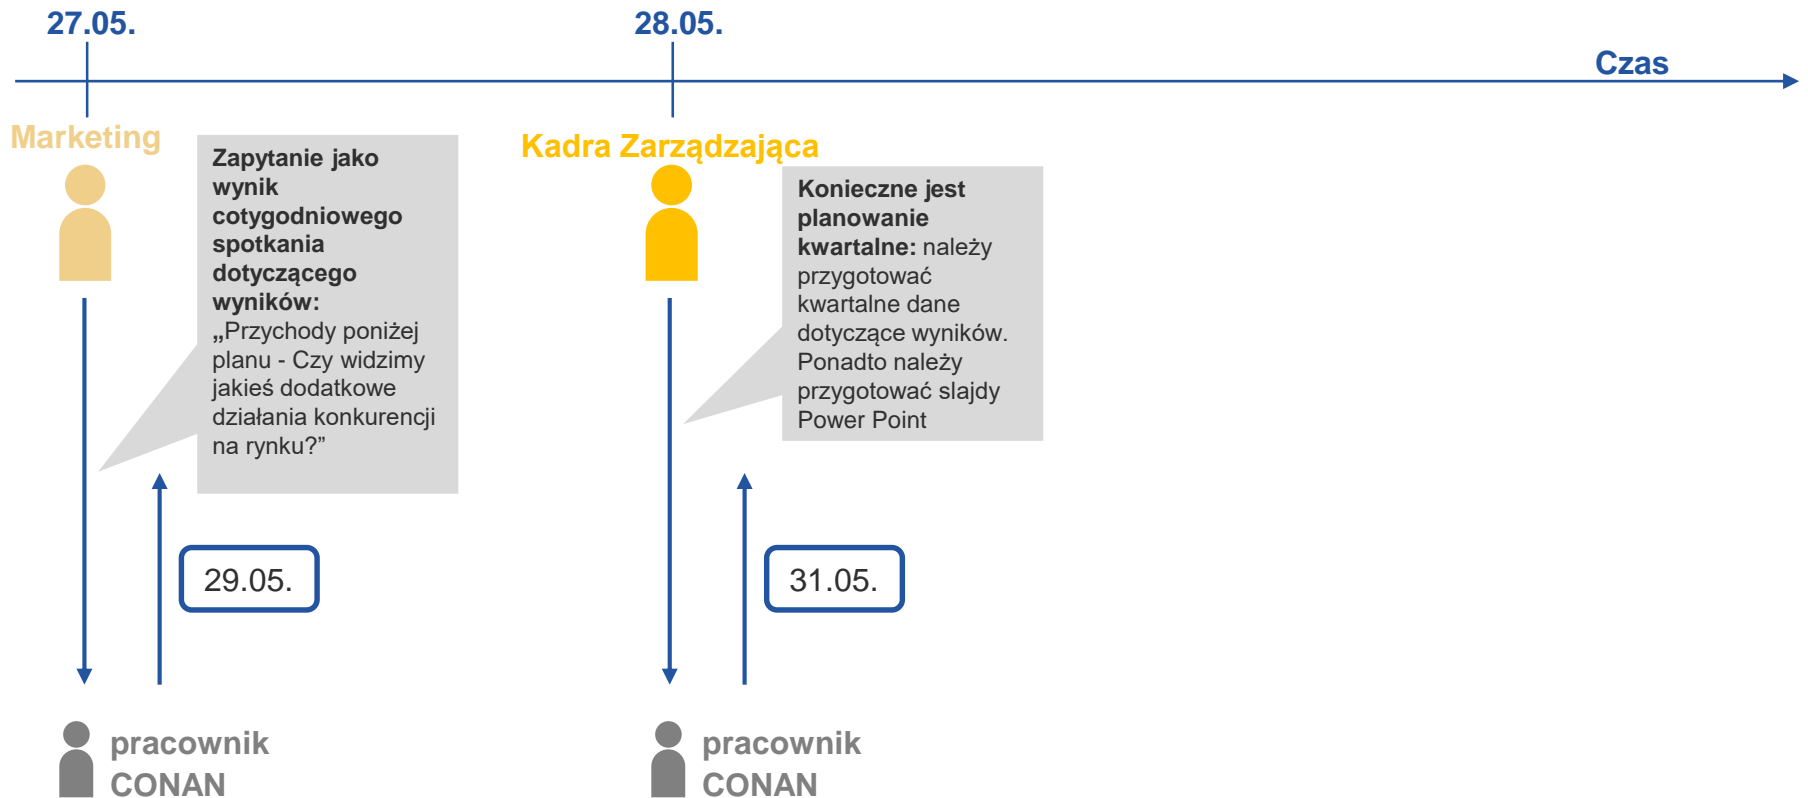 27.05.
28.05.
Czas
Marketing
Zapytanie jako
wynik
cotygodniowego
spotkania
dotyczącego
wyników:
„Przychody poniżej
planu - Czy widzimy
jakieś dodatkowe
działania konkurencji
na rynku?”
29.05.
pracownik
CONAN
Kadra Zarządzająca
Konieczne jest
planowanie
kwartalne: należy
przygotować
kwartalne dane
dotyczące wyników.
Ponadto należy
przygotować slajdy
Power Point
31.05.
pracownik
CONAN